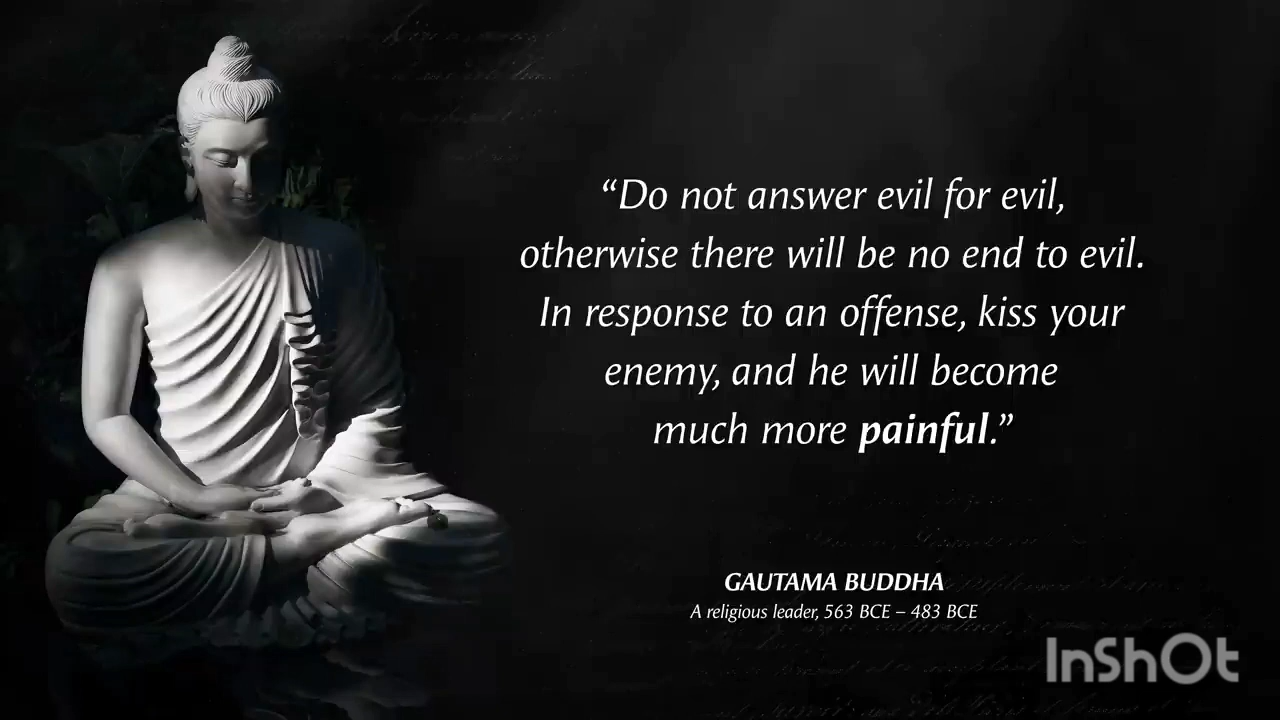 “Do not answer evil for evil,
otherwise there will be no end to evil.
In response to an offense, kiss your
enemy, and he will become
much more painful.”
GAUTAMA BUDDHA
A religious leader, 563 BCE – 483 BCE
InShOt